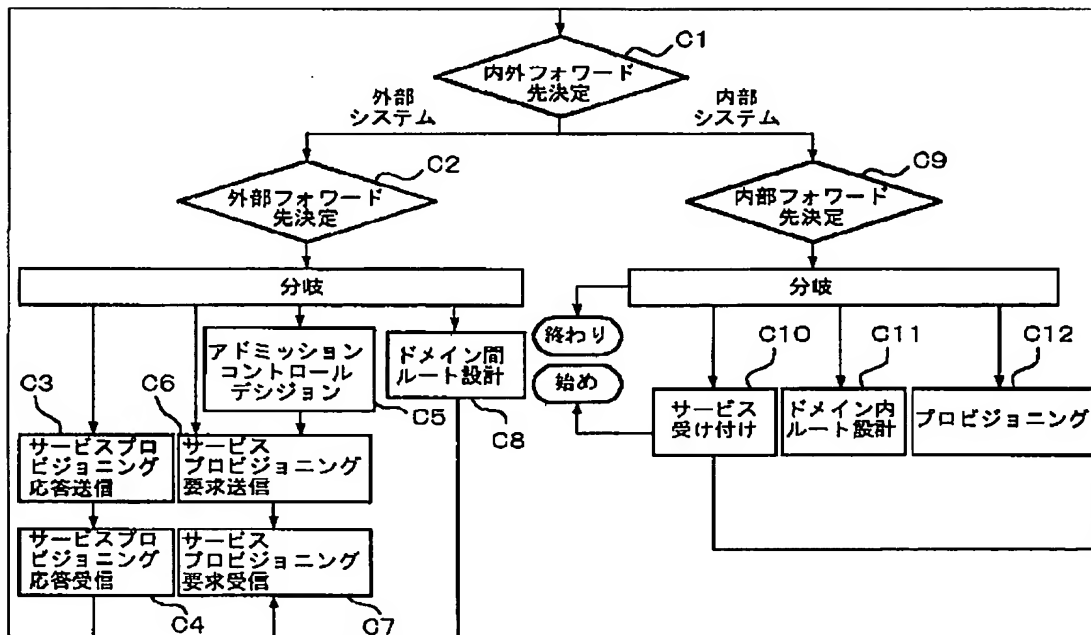 C1
内外フォワード
先決定
外部
システム
内部
システム
C2
外部フォワード
先決定
C9
内部フォワード
先決定
分岐
分岐
終わり
始め
アドミッション
コントロール
デシジョン
C5
ドメイン間
ルート設計
C8
C10
サービス
受け付け
C11
ドメイン内
ルート設計
C12
プロビジョニング
C3
サービスプロ
ビジョニング
応答送信
C6
サービス
プロビジョニング
要求送信
サービスプロ
ビジョニング
応答受信
C4
サービス
プロビジョニング
要求受信
C7